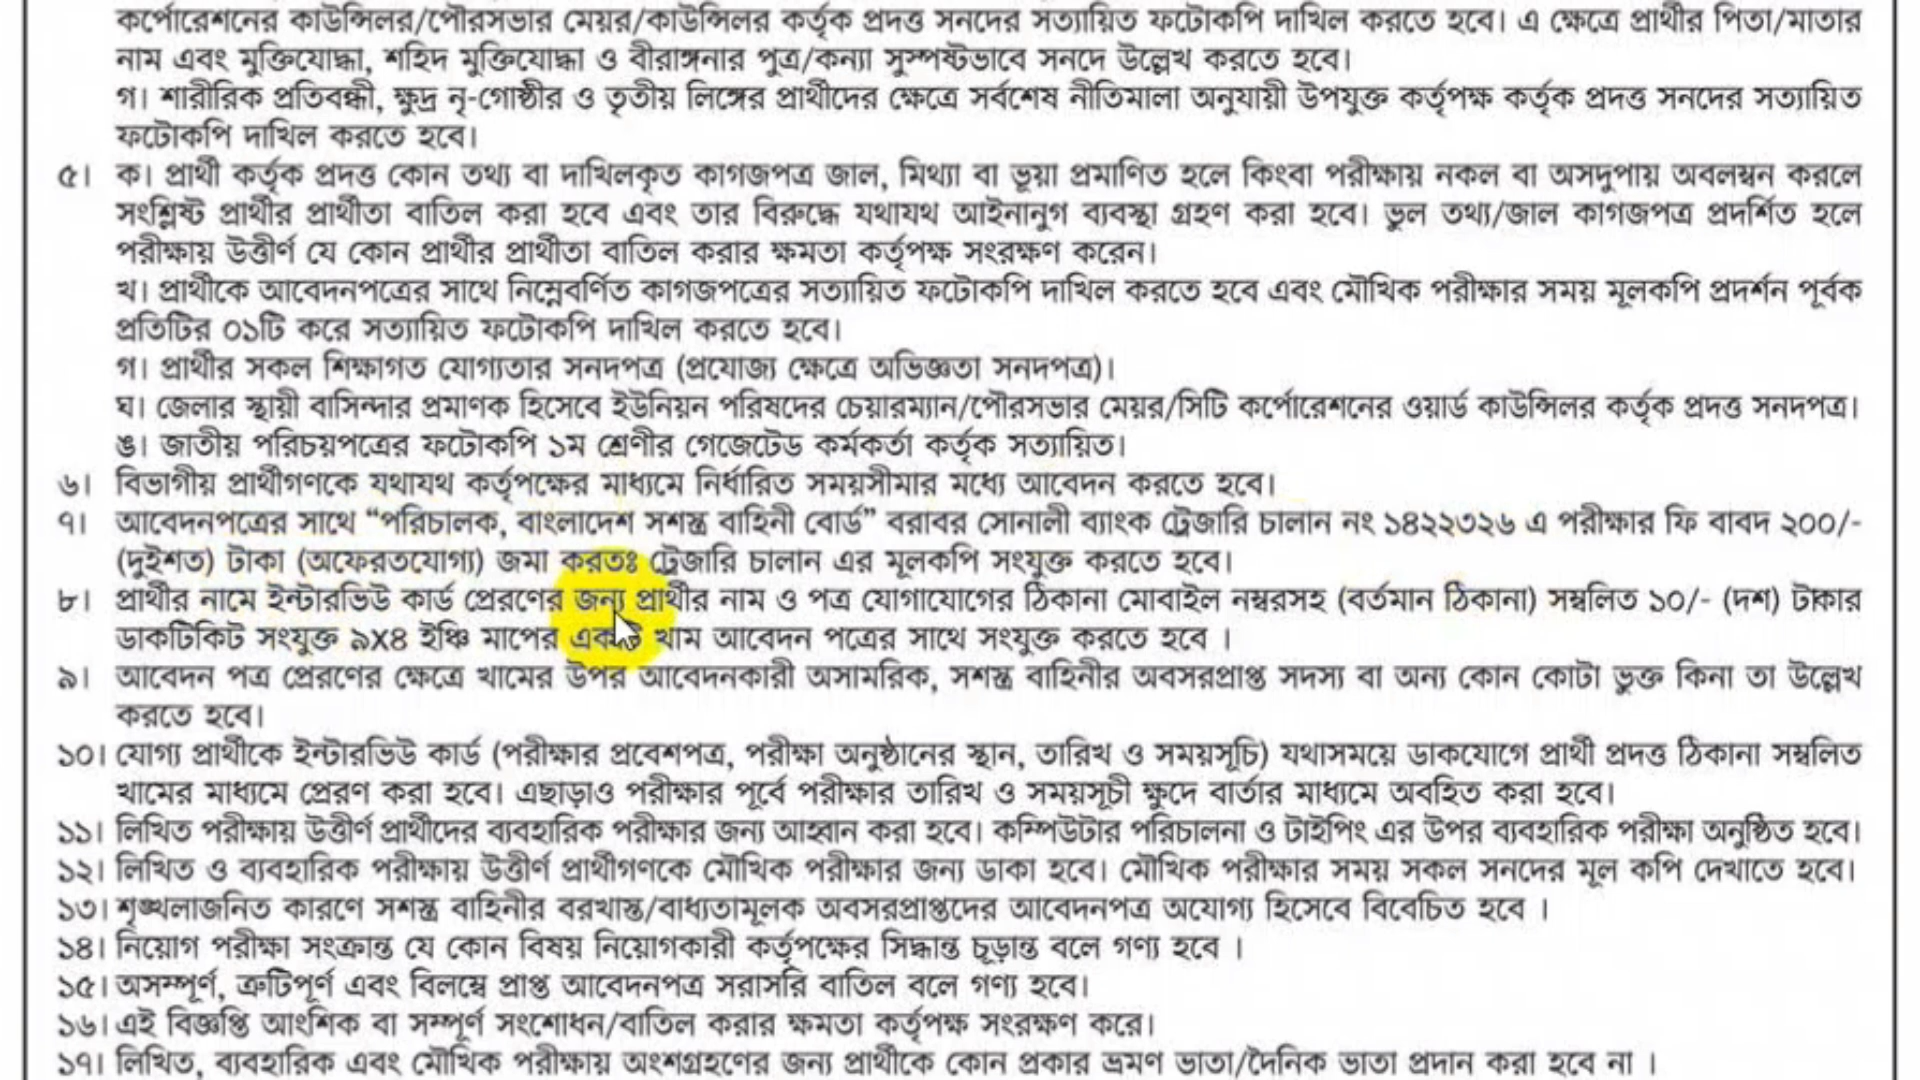 কর্পোরেশনের কাউন্সিলর/পৌরসভার মেয়র/কাউন্সিলর কর্তৃক প্রদত্ত সনদের সত্যায়িত ফটোকপি দাখিল করতে হবে। এ ক্ষেত্রে প্রার্থীর পিতা/মাতার
নাম এবং মুক্তিযোদ্ধা, শহিদ মুক্তিযোদ্ধা ও বীরাঙ্গনার পুত্র/কন্যা সুস্পষ্টভাবে সনদে উল্লেখ করতে হবে।
গ। শারীরিক প্রতিবন্ধী, ক্ষুদ্র নৃ-গোষ্ঠীর ও তৃতীয় লিঙ্গের প্রার্থীদের ক্ষেত্রে সর্বশেষ নীতিমালা অনুযায়ী উপযুক্ত কর্তৃপক্ষ কর্তৃক প্রদত্ত সনদের সত্যায়িত
ফটোকপি দাখিল করতে হবে।
৫। ক। প্রার্থী কর্তৃক প্রদত্ত কোন তথ্য বা দাখিলকৃত কাগজপত্র জাল, মিথ্যা বা ভূয়া প্রমাণিত হলে কিংবা পরীক্ষায় নকল বা অসদুপায় অবলম্বন করলে
সংশ্লিষ্ট প্রার্থীর প্রার্থীতা বাতিল করা হবে এবং তার বিরুদ্ধে যথাযথ আইনানুগ ব্যবস্থা গ্রহণ করা হবে। ভুল তথ্য/জাল কাগজপত্র প্রদর্শিত হলে
পরীক্ষায় উত্তীর্ণ যে কোন প্রার্থীর প্রার্থীতা বাতিল করার ক্ষমতা কর্তৃপক্ষ সংরক্ষণ করেন।
খ। প্রার্থীকে আবেদনপত্রের সাথে নিম্নেবর্ণিত কাগজপত্রের সত্যায়িত ফটোকপি দাখিল করতে হবে এবং মৌখিক পরীক্ষার সময় মূলকপি প্রদর্শন পূর্বক
প্রতিটির ০১টি করে সত্যায়িত ফটোকপি দাখিল করতে হবে।
গ। প্রার্থীর সকল শিক্ষাগত যোগ্যতার সনদপত্র (প্রযোজ্য ক্ষেত্রে অভিজ্ঞতা সনদপত্র)।
ঘ। জেলার স্থায়ী বাসিন্দার প্রমাণক হিসেবে ইউনিয়ন পরিষদের চেয়ারম্যান/পৌরসভার মেয়র/সিটি কর্পোরেশনের ওয়ার্ড কাউন্সিলর কর্তৃক প্রদত্ত সনদপত্র।
ঙ। জাতীয় পরিচয়পত্রের ফটোকপি ১ম শ্রেণীর গেজেটেড কর্মকর্তা কর্তৃক সত্যায়িত।
৬। বিভাগীয় প্রার্থীগণকে যথাযথ কর্তৃপক্ষের মাধ্যমে নির্ধারিত সময়সীমার মধ্যে আবেদন করতে হবে।
৭। আবেদনপত্রের সাথে “পরিচালক, বাংলাদেশ সশস্ত্র বাহিনী বোর্ড” বরাবর সোনালী ব্যাংক ট্রেজারি চালান নং ১৪২২৩২৬ এ পরীক্ষার ফি বাবদ ২০০/-
(দুইশত) টাকা (অফেরতযোগ্য) জমা করতঃ ট্রেজারি চালান এর মূলকপি সংযুক্ত করতে হবে।
৮। প্রার্থীর নামে ইন্টারভিউ কার্ড প্রেরণের জন্য প্রার্থীর নাম ও পত্র যোগাযোগের ঠিকানা মোবাইল নম্বরসহ (বর্তমান ঠিকানা) সম্বলিত ১০/- (দশ) টাকার
ডাকটিকিট সংযুক্ত ৯X৪ ইঞ্চি মাপের একটি খাম আবেদন পত্রের সাথে সংযুক্ত করতে হবে ।
৯। আবেদন পত্র প্রেরণের ক্ষেত্রে খামের উপর আবেদনকারী অসামরিক, সশস্ত্র বাহিনীর অবসরপ্রাপ্ত সদস্য বা অন্য কোন কোটা ভুক্ত কিনা তা উল্লেখ
করতে হবে।
১০। যোগ্য প্রার্থীকে ইন্টারভিউ কার্ড (পরীক্ষার প্রবেশপত্র, পরীক্ষা অনুষ্ঠানের স্থান, তারিখ ও সময়সূচি) যথাসময়ে ডাকযোগে প্রার্থী প্রদত্ত ঠিকানা সম্বলিত
খামের মাধ্যমে প্রেরণ করা হবে। এছাড়াও পরীক্ষার পূর্বে পরীক্ষার তারিখ ও সময়সূচী ক্ষুদে বার্তার মাধ্যমে অবহিত করা হবে।
১১। লিখিত পরীক্ষায় উত্তীর্ণ প্রার্থীদের ব্যবহারিক পরীক্ষার জন্য আহ্বান করা হবে। কম্পিউটার পরিচালনা ও টাইপিং এর উপর ব্যবহারিক পরীক্ষা অনুষ্ঠিত হবে।
১২। লিখিত ও ব্যবহারিক পরীক্ষায় উত্তীর্ণ প্রার্থীগণকে মৌখিক পরীক্ষার জন্য ডাকা হবে। মৌখিক পরীক্ষার সময় সকল সনদের মূল কপি দেখাতে হবে।
১৩। শৃঙ্খলাজনিত কারণে সশস্ত্র বাহিনীর বরখাস্ত/বাধ্যতামূলক অবসরপ্রাপ্তদের আবেদনপত্র অযোগ্য হিসেবে বিবেচিত হবে ।
১৪। নিয়োগ পরীক্ষা সংক্রান্ত যে কোন বিষয় নিয়োগকারী কর্তৃপক্ষের সিদ্ধান্ত চূড়ান্ত বলে গণ্য হবে ।
১৫। অসম্পূর্ণ, ত্রুটিপূর্ণ এবং বিলম্বে প্রাপ্ত আবেদনপত্র সরাসরি বাতিল বলে গণ্য হবে।
১৬। এই বিজ্ঞপ্তি আংশিক বা সম্পূর্ণ সংশোধন/বাতিল করার ক্ষমতা কর্তৃপক্ষ সংরক্ষণ করে।
১৭। লিখিত, ব্যবহারিক এবং মৌখিক পরীক্ষায় অংশগ্রহণের জন্য প্রার্থীকে কোন প্রকার ভ্রমণ ভাতা/দৈনিক ভাতা প্রদান করা হবে না ।